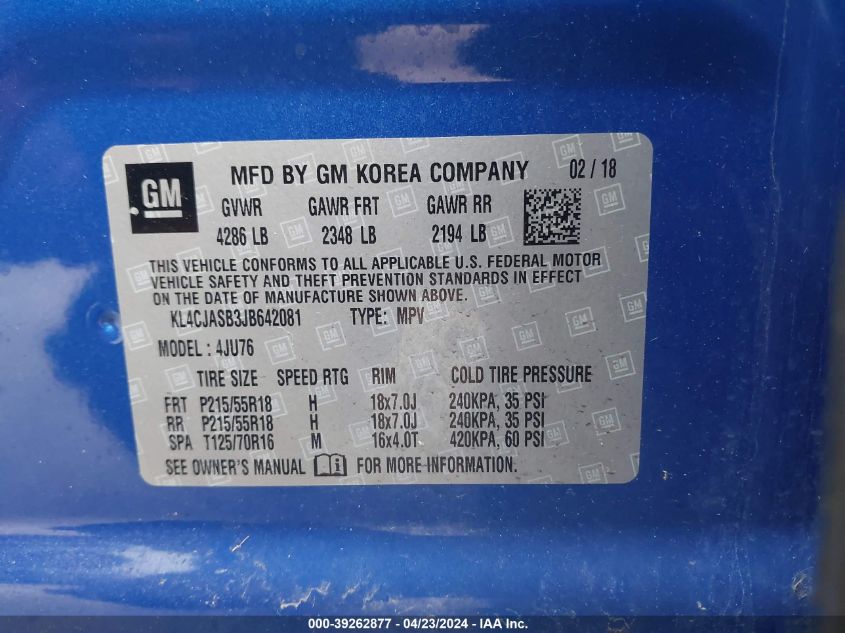 GM
MFD BY GM KOREA COMPANY 02 / 18
GVWR GAWR FRT GAWR RR
4286 LB 2348 LB 2194 LB
THIS VEHICLE CONFORMS TO ALL APPLICABLE U.S. FEDERAL MOTOR
VEHICLE SAFETY AND THEFT PREVENTION STANDARDS IN EFFECT
ON THE DATE OF MANUFACTURE SHOWN ABOVE.
KL4CJASB3JB642081 TYPE: MPV
MODEL : 4JU76
TIRE SIZE SPEED RTG RIM COLD TIRE PRESSURE
FRT P215/55R18 H 18x7.0J 240KPA, 35 PSI
RR P215/55R18 H 18x7.0J 240KPA, 35 PSI
SPA T125/70R16 M 16x4.0T 420KPA, 60 PSI
SEE OWNER'S MANUAL FOR MORE INFORMATION.
000-39262877 - 04/23/2024 - iaai.com